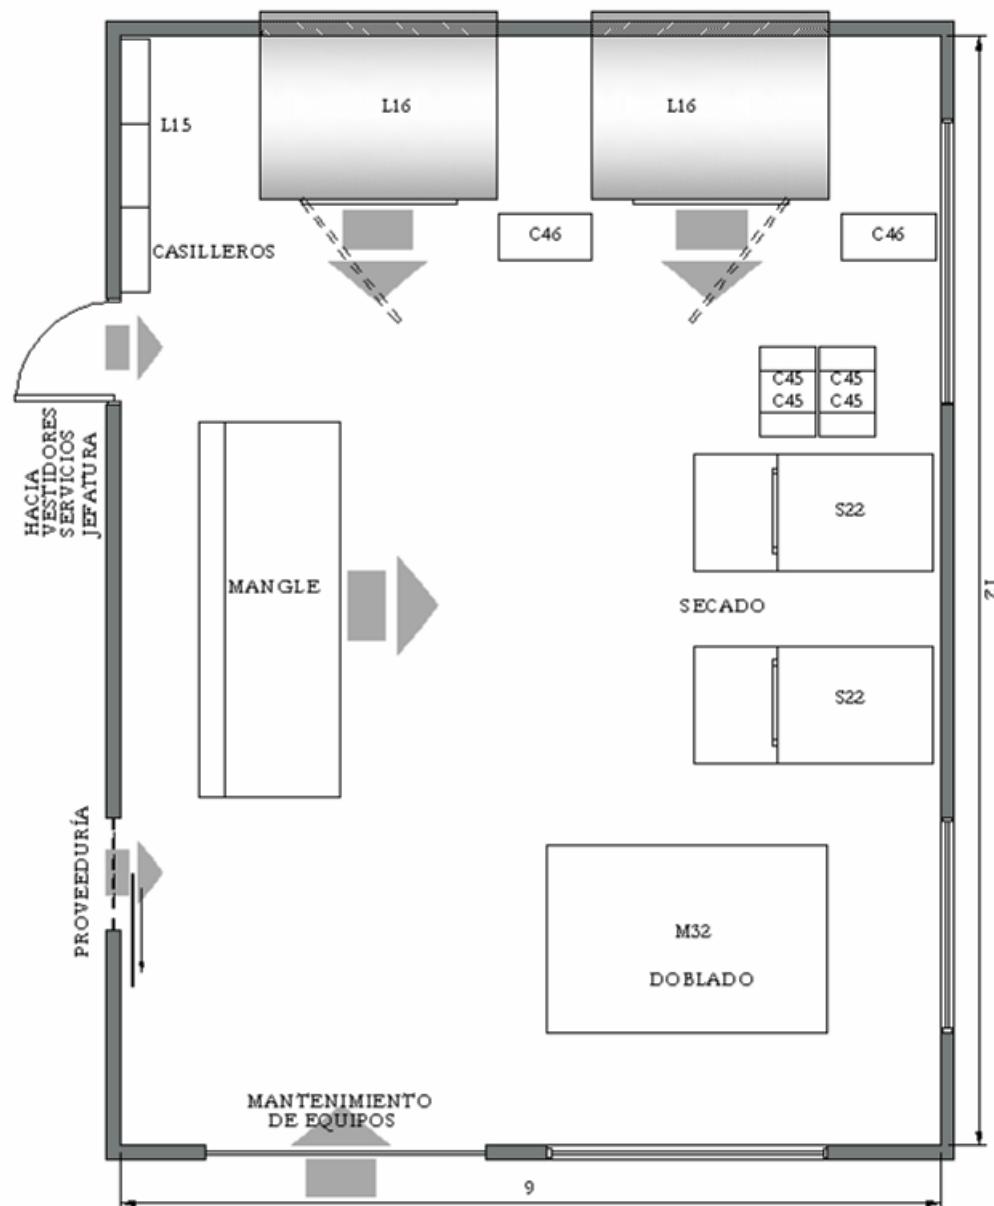 L16
L16
L15
C46
C46
CASILLEROS
C45
C45
C45
C45
HACIA
VESTIDORES
SERVICIOS
JEFATURA
S22
MANGLE
SECADO
12
S22
PROVEEDURÍA
M32
DOBLADO
MANTENIMIENTO
DE EQUIPOS
9